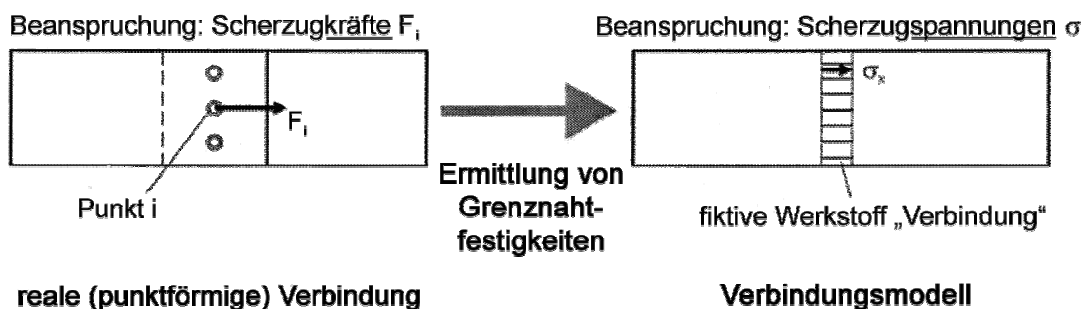 Beanspruchung: Scherzugkräfte Fi
Fi
Punkt i
Ermittlung von
Grenznaht-
festigkeiten
Beanspruchung: Scherzugspannungen σ
σx
fiktive Werkstoff „Verbindung“
reale (punktförmige) Verbindung
Verbindungsmodell